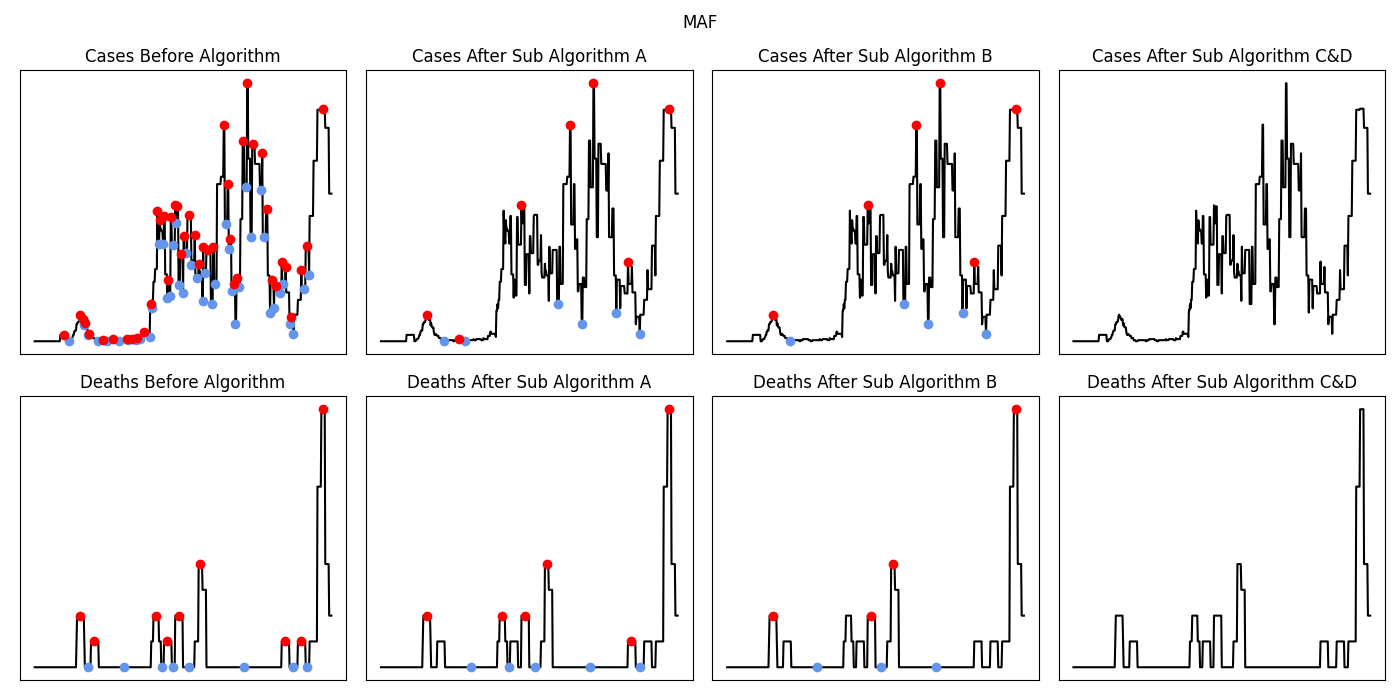 MAF
Cases Before Algorithm
Cases After Sub Algorithm A
Cases After Sub Algorithm B
Cases After Sub Algorithm C&D
Deaths Before Algorithm
Deaths After Sub Algorithm A
Deaths After Sub Algorithm B
Deaths After Sub Algorithm C&D